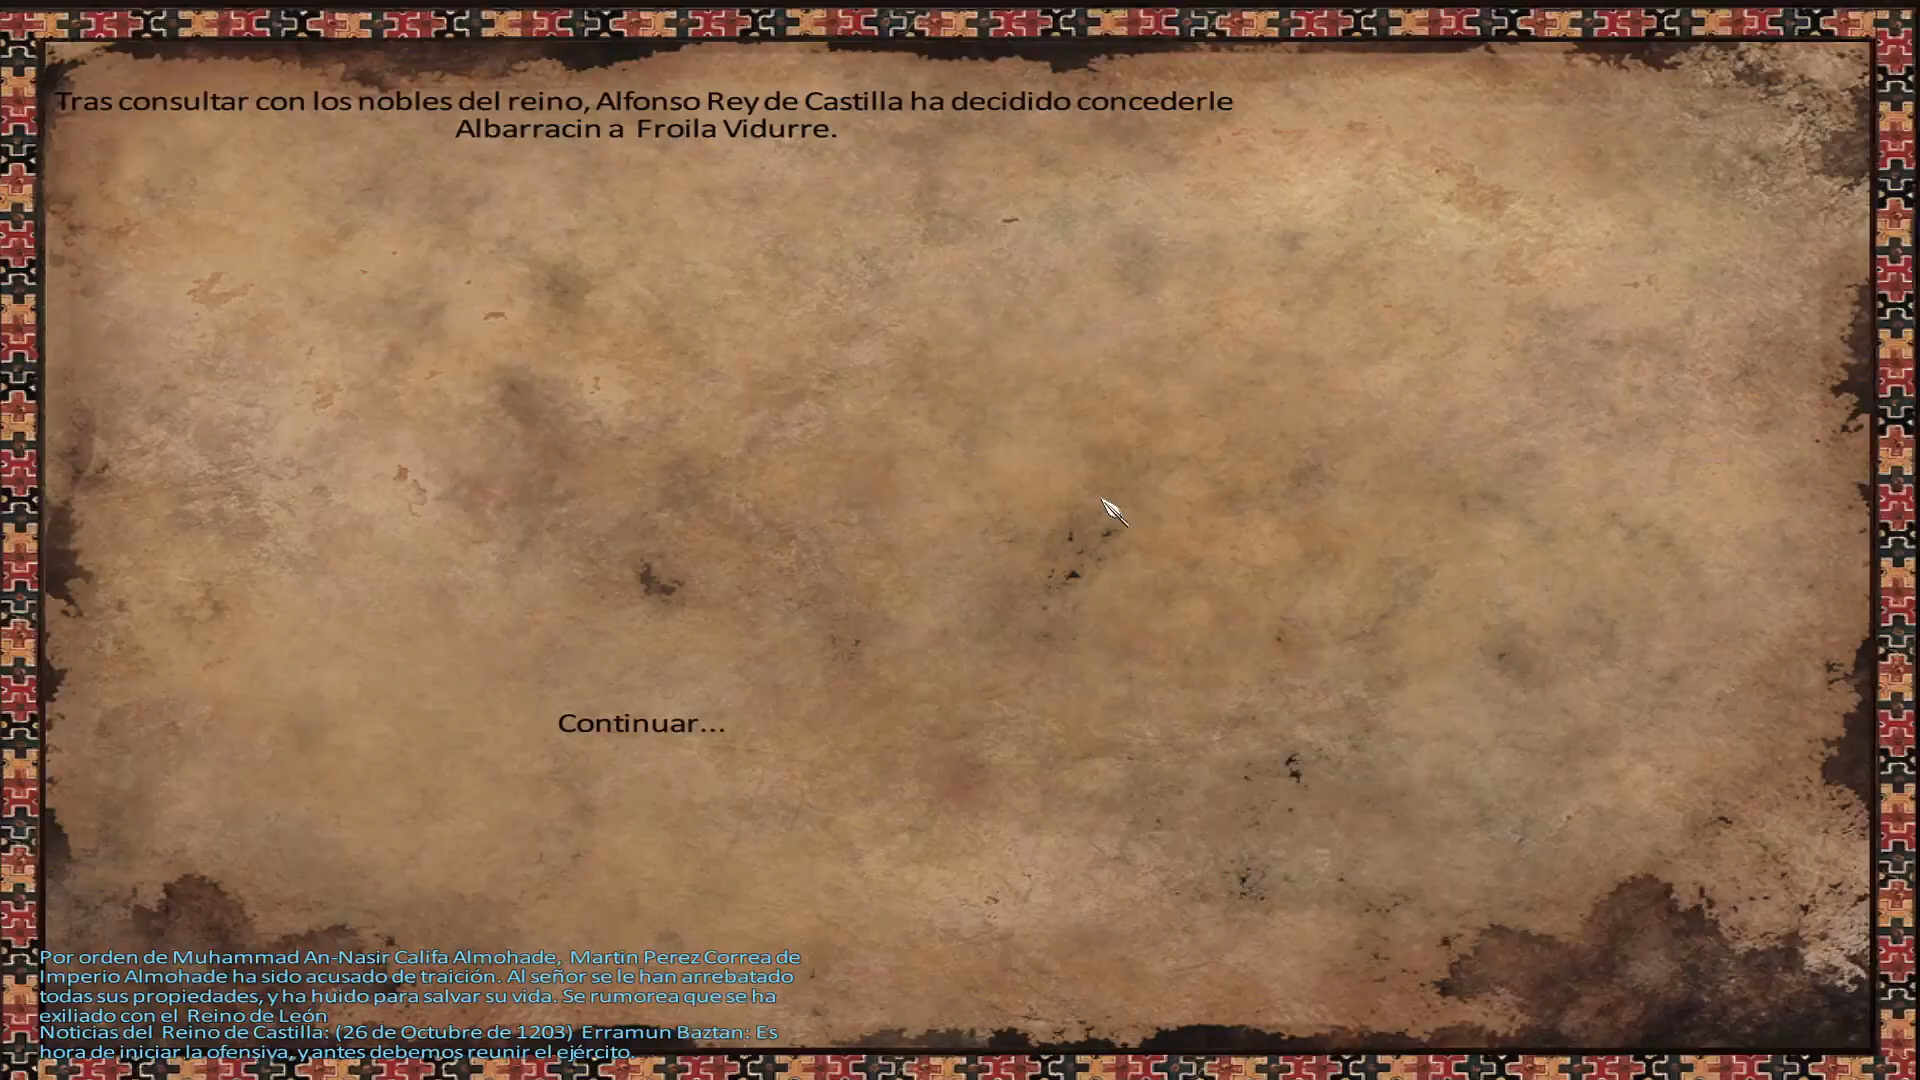 Tras consultar con los nobles del reino, Alfonso Rey de Castilla ha decidido concederle
Albarracin a Froila Vidurre.
Continuar...
Por orden de Muhammad An-Nasir Califa Almohade, Martin Perez Correa de
Imperio Almohade ha sido acusado de traición. Al señor se le han arrebatado
todas sus propiedades, y ha huido para salvar su vida. Se rumorea que se ha
exiliado con el Reino de León
Noticias del Reino de Castilla: (26 de Octubre de 1203) Erramun Baztan: Es
hora de iniciar la ofensiva, y antes debemos reunir el ejército.